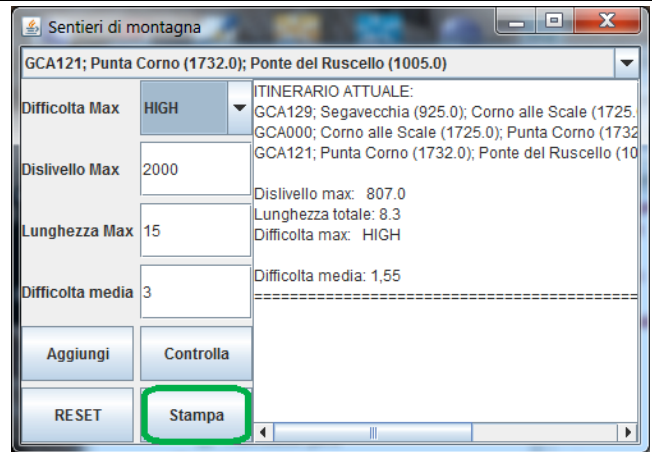 Sentieri di montagna
GCA121; Punta Corno (1732.0); Ponte del Ruscello (1005.0)
Difficolta Max
HIGH
Dislivello Max
2000
Lunghezza Max
15
Difficolta media
3
Aggiungi
Controlla
RESET
Stampa
ITINERARIO ATTUALE:
GCA129; Segavecchia (925.0); Corno alle Scale (1725.
GCA000; Corno alle Scale (1725.0); Punta Corno (1732
GCA121; Punta Corno (1732.0); Ponte del Ruscello (10
Dislivello max: 807.0
Lunghezza totale: 8.3
Difficolta max: HIGH
Difficolta media: 1,55
===========================================